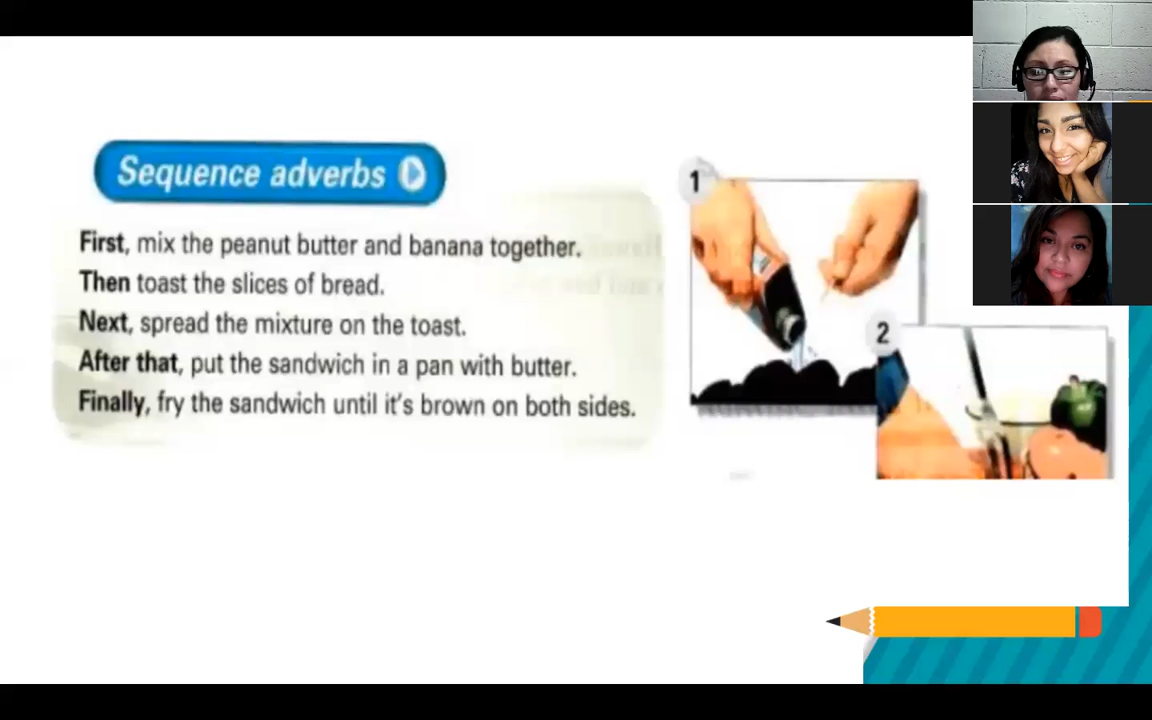 Sequence adverbs
First, mix the peanut butter and banana together.
Then toast the slices of bread.
Next, spread the mixture on the toast.
After that, put the sandwich in a pan with butter.
Finally, fry the sandwich until it's brown on both sides.
1
2